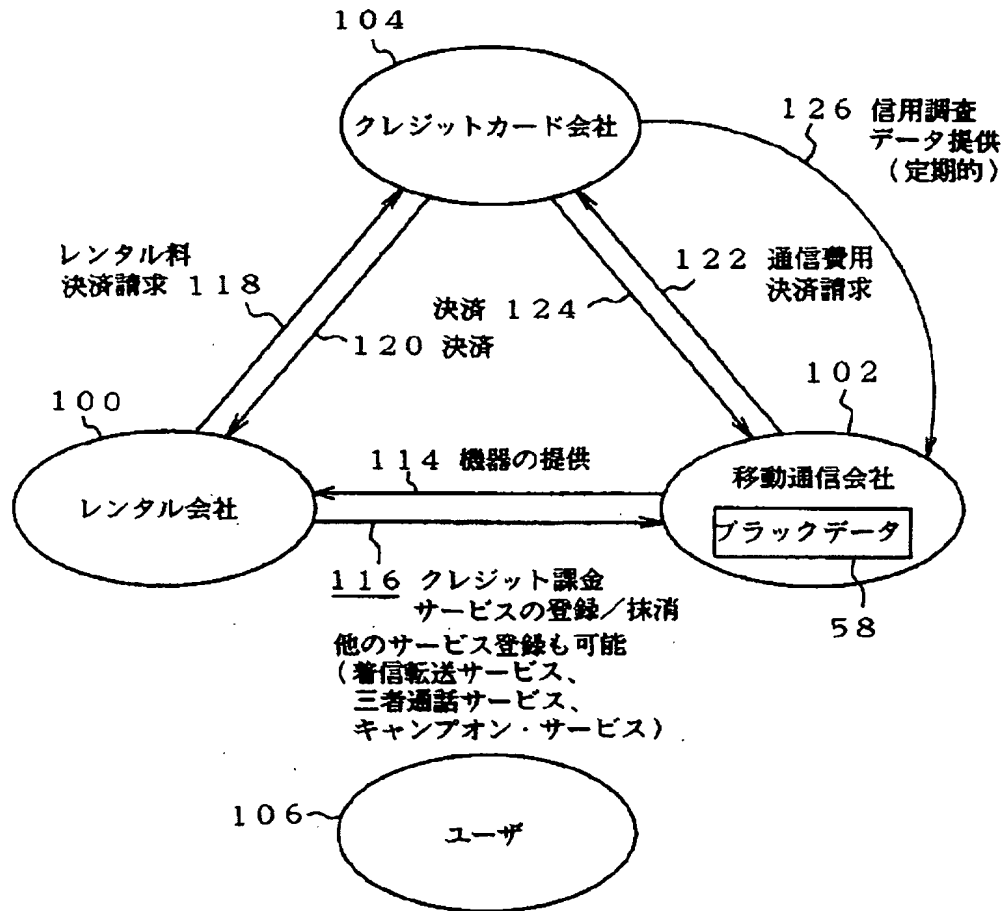 １０４
クレジットカード会社
１２６ 信用調査
データ提供
（定期的）
レンタル料
決済請求 １１８
１２２ 通信費用
決済請求
決済 １２４
１２０ 決済
１０２
１００
１１４ 機器の提供
移動通信会社
レンタル会社
ブラックデータ
１１６ クレジット課金
サービスの登録／抹消
５８
他のサービス登録も可能
（着信転送サービス、
三者通話サービス、
キャンプオン・サービス）
１０６
ユーザ